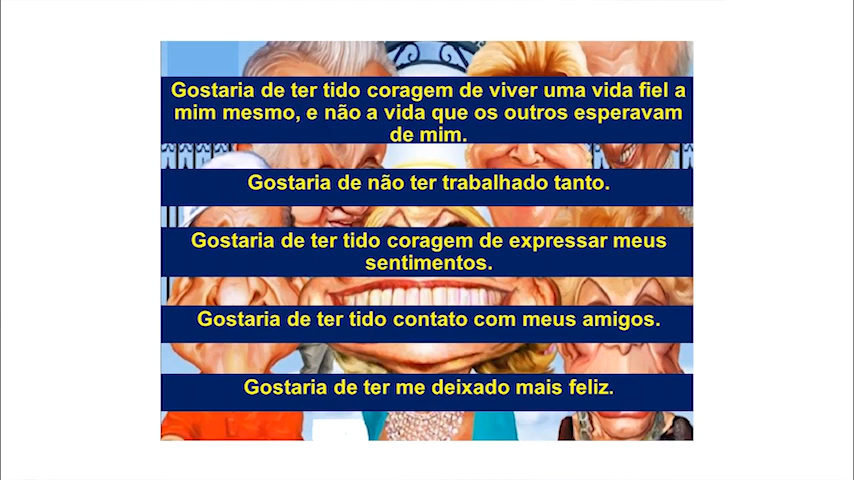 Gostaria de ter tido coragem de viver uma vida fiel a
mim mesmo, e não a vida que os outros esperavam
de mim.
Gostaria de não ter trabalhado tanto.
Gostaria de ter tido coragem de expressar meus
sentimentos.
Gostaria de ter tido contato com meus amigos.
Gostaria de ter me deixado mais feliz.